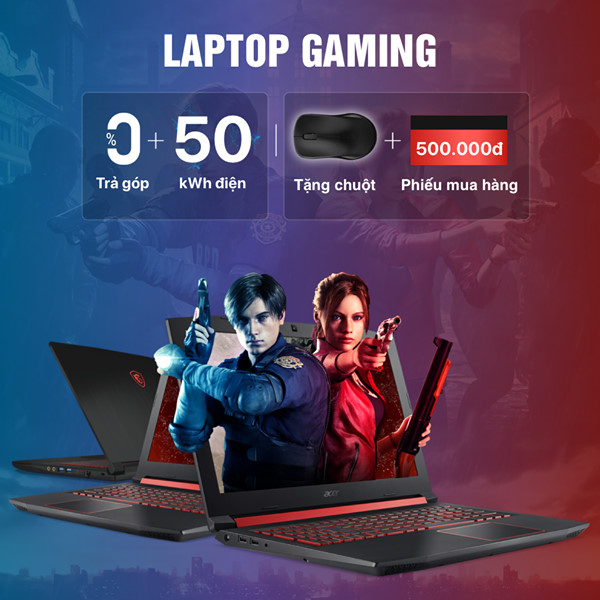 LAPTOP GAMING
0% + 50 
Trả góp kWh điện
+ 500.000đ
Tặng chuột Phiếu mua hàng
acer